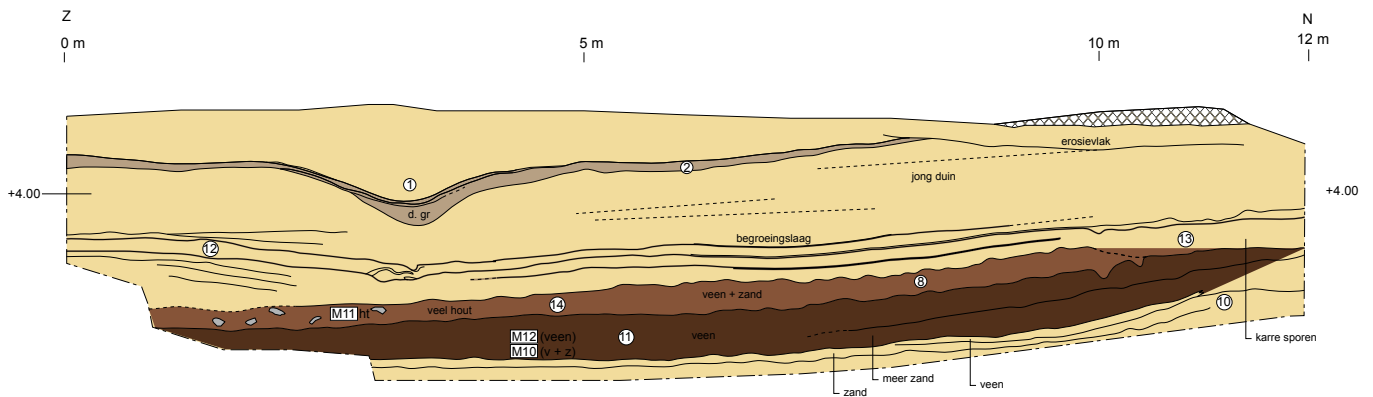 Z N
0 m 5 m 10 m 12 m
erosievlak
2
jong duin
1
+4.00 +4.00
d. gr
begroeingslaag
13
12
8
veen + zand
10
14
M11 ht veel hout
M12 (veen) 11 veen
karre sporen
M10 (v + z)
meer zand
veen
zand